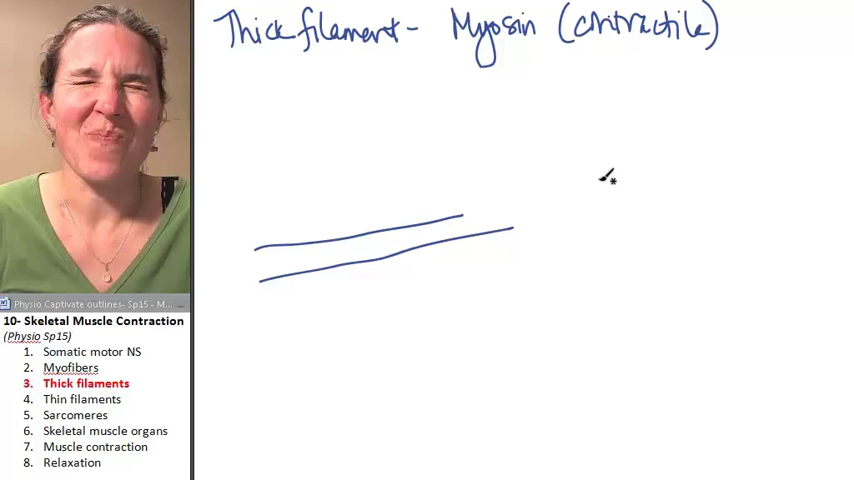 Thick filament - Myosin (contractile)
Physio Captivate outlines- Sp15 - M...
10- Skeletal Muscle Contraction
(Physio Sp15)
1. Somatic motor NS
2. Myofibers
3. Thick filaments
4. Thin filaments
5. Sarcomeres
6. Skeletal muscle organs
7. Muscle contraction
8. Relaxation